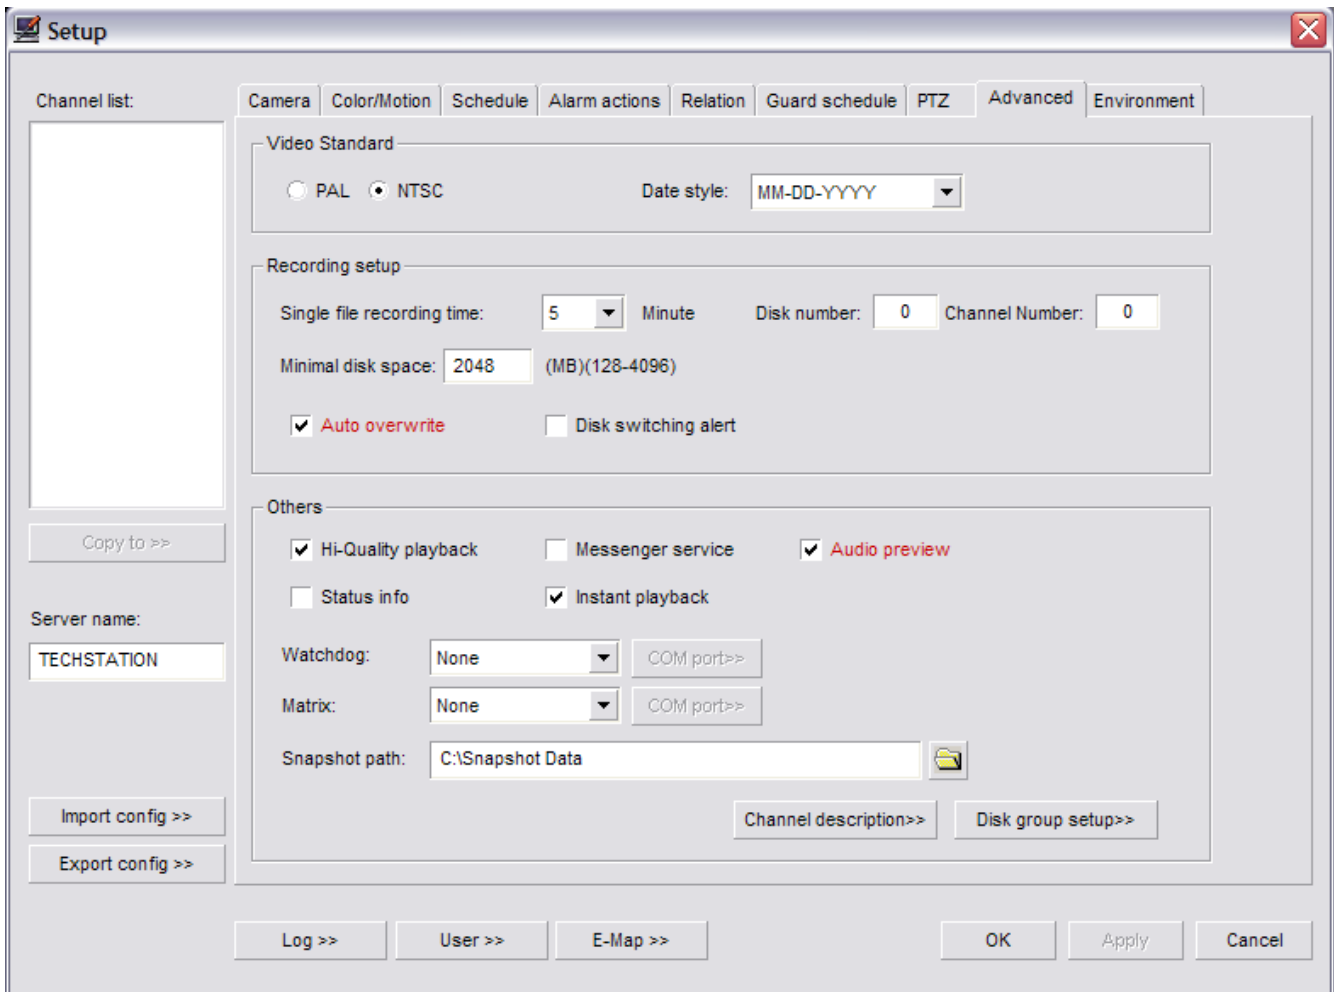 Setup
Channel list:
Camera Color/Motion Schedule Alarm actions Relation Guard schedule PTZ Advanced Environment
Video Standard
PAL NTSC Date style: MM-DD-YYYY
Recording setup
Single file recording time: 5 Minute Disk number: 0 Channel Number: 0
Minimal disk space: 2048 (MB)(128-4096)
Auto overwrite Disk switching alert
Others
Copy to >>
Hi-Quality playback Messenger service Audio preview
Status info Instant playback
Server name:
TECHSTATION
Watchdog: None COM port>>
Matrix: None COM port>>
Snapshot path: C:\Snapshot Data
Import config >>
Channel description>> Disk group setup>>
Export config >>
Log >> User >> E-Map >> OK Apply Cancel